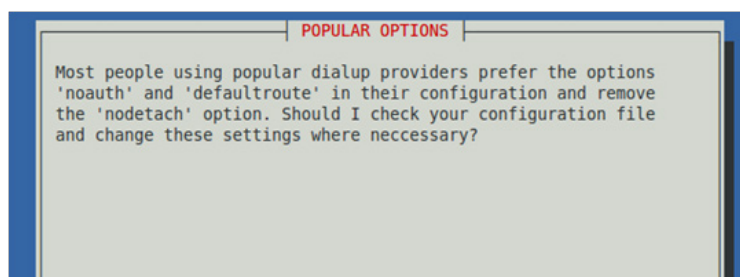 POPULAR OPTIONS
Most people using popular dialup providers prefer the options
'noauth' and 'defaultroute' in their configuration and remove
the 'nodetach' option. Should I check your configuration file
and change these settings where neccessary?